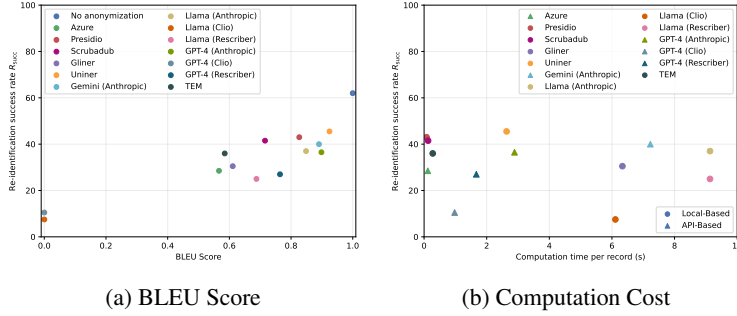 100
80
60
40
20
0
Re-identification success rate R_succ
No anonymization
Azure
Presidio
Scrubadub
Gliner
Uniner
Gemini (Anthropic)
Llama (Anthropic)
Llama (Clio)
Llama (Rescriber)
GPT-4 (Anthropic)
GPT-4 (Clio)
GPT-4 (Rescriber)
TEM
0.0 0.2 0.4 0.6 0.8 1.0
BLEU Score
(a) BLEU Score
100
80
60
40
20
0
Re-identification success rate R_succ
Azure
Presidio
Scrubadub
Gliner
Uniner
Gemini (Anthropic)
Llama (Anthropic)
Llama (Clio)
Llama (Rescriber)
GPT-4 (Anthropic)
GPT-4 (Clio)
GPT-4 (Rescriber)
TEM
Local-Based
API-Based
0 2 4 6 8
Computation time per record (s)
(b) Computation Cost